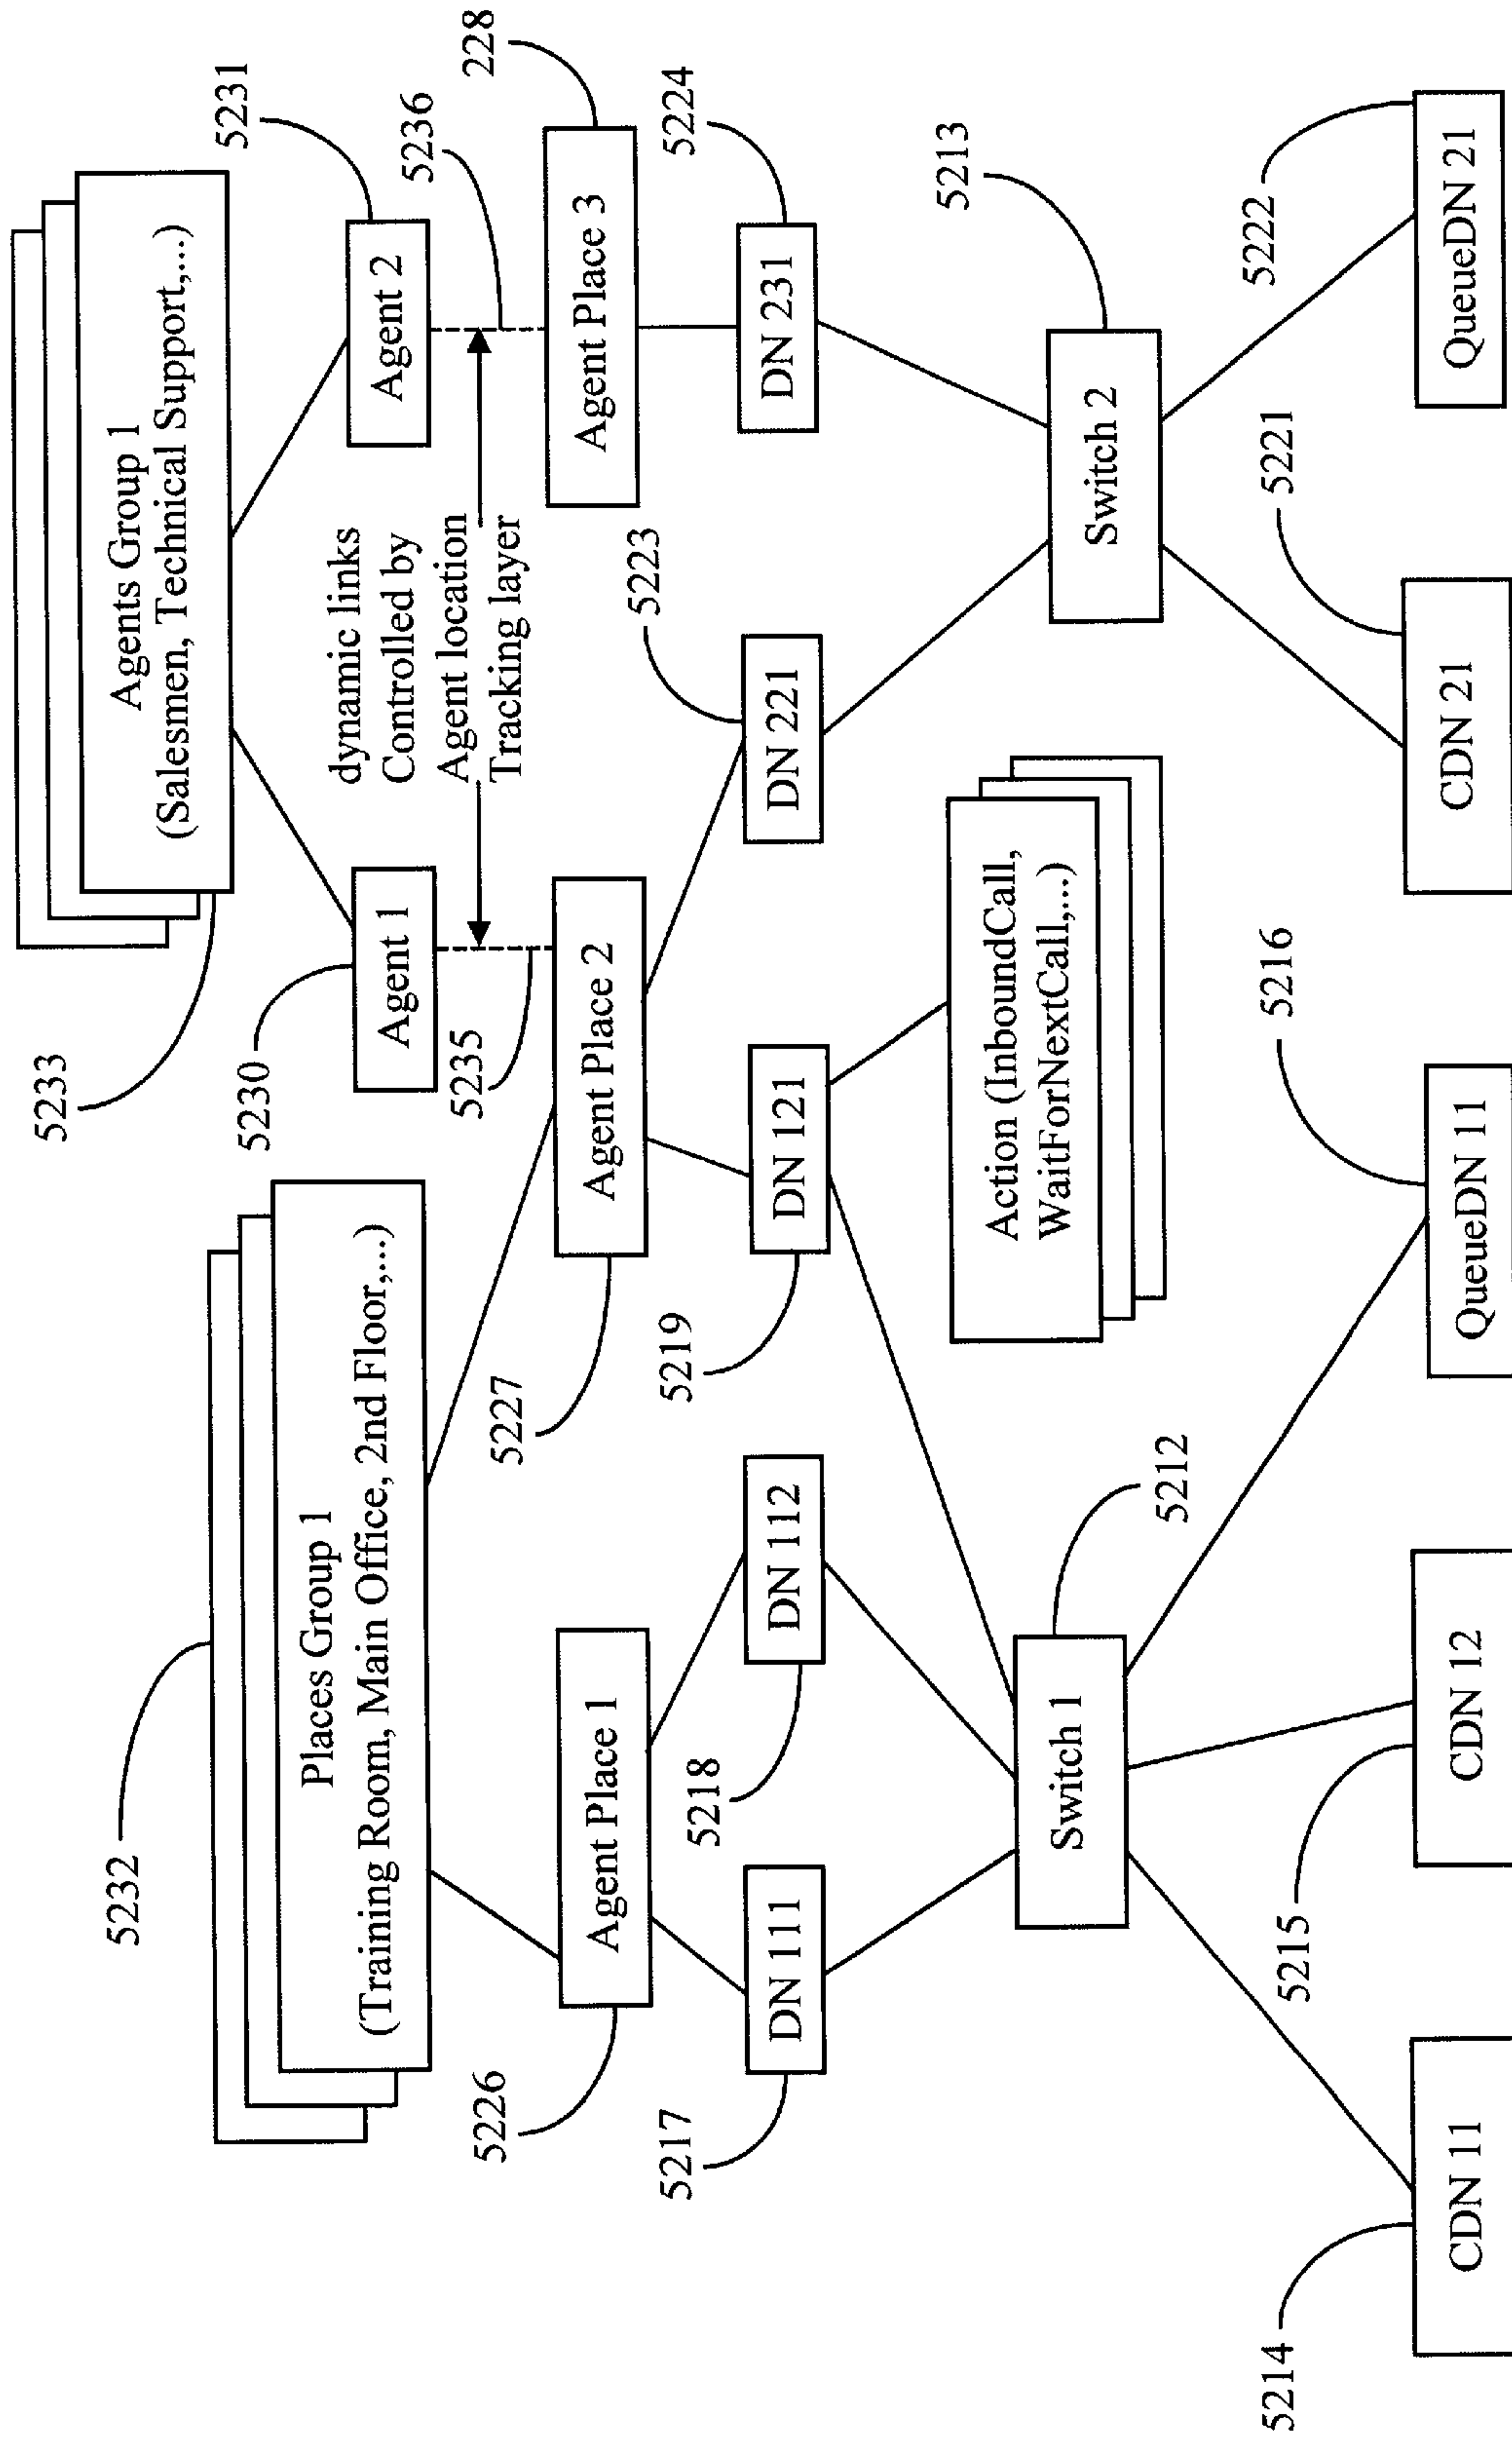 5233
Agents Group 1
(Salesmen, Technical Support,...)
5232
Places Group 1
(Training Room, Main Office, 2nd Floor,...)
5230
Agent 1
5231
Agent 2
dynamic links
Controlled by
Agent location
Tracking layer
5235
5236
228
5226
Agent Place 1
5227
Agent Place 2
Agent Place 3
5217
DN 111
5218
DN 112
5219
DN 121
5223
DN 221
5224
DN 231
Action (InboundCall,
WaitForNextCall,...)
Switch 1
5212
Switch 2
5213
5214
CDN 11
5215
CDN 12
5216
QueueDN 11
5221
CDN 21
5222
QueueDN 21